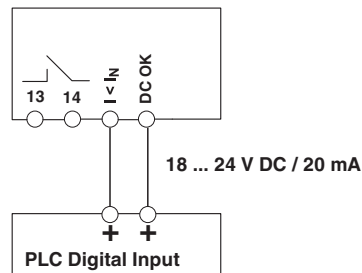 13 14 I < IN DC OK
18 ... 24 V DC / 20 mA
+ +
PLC Digital Input